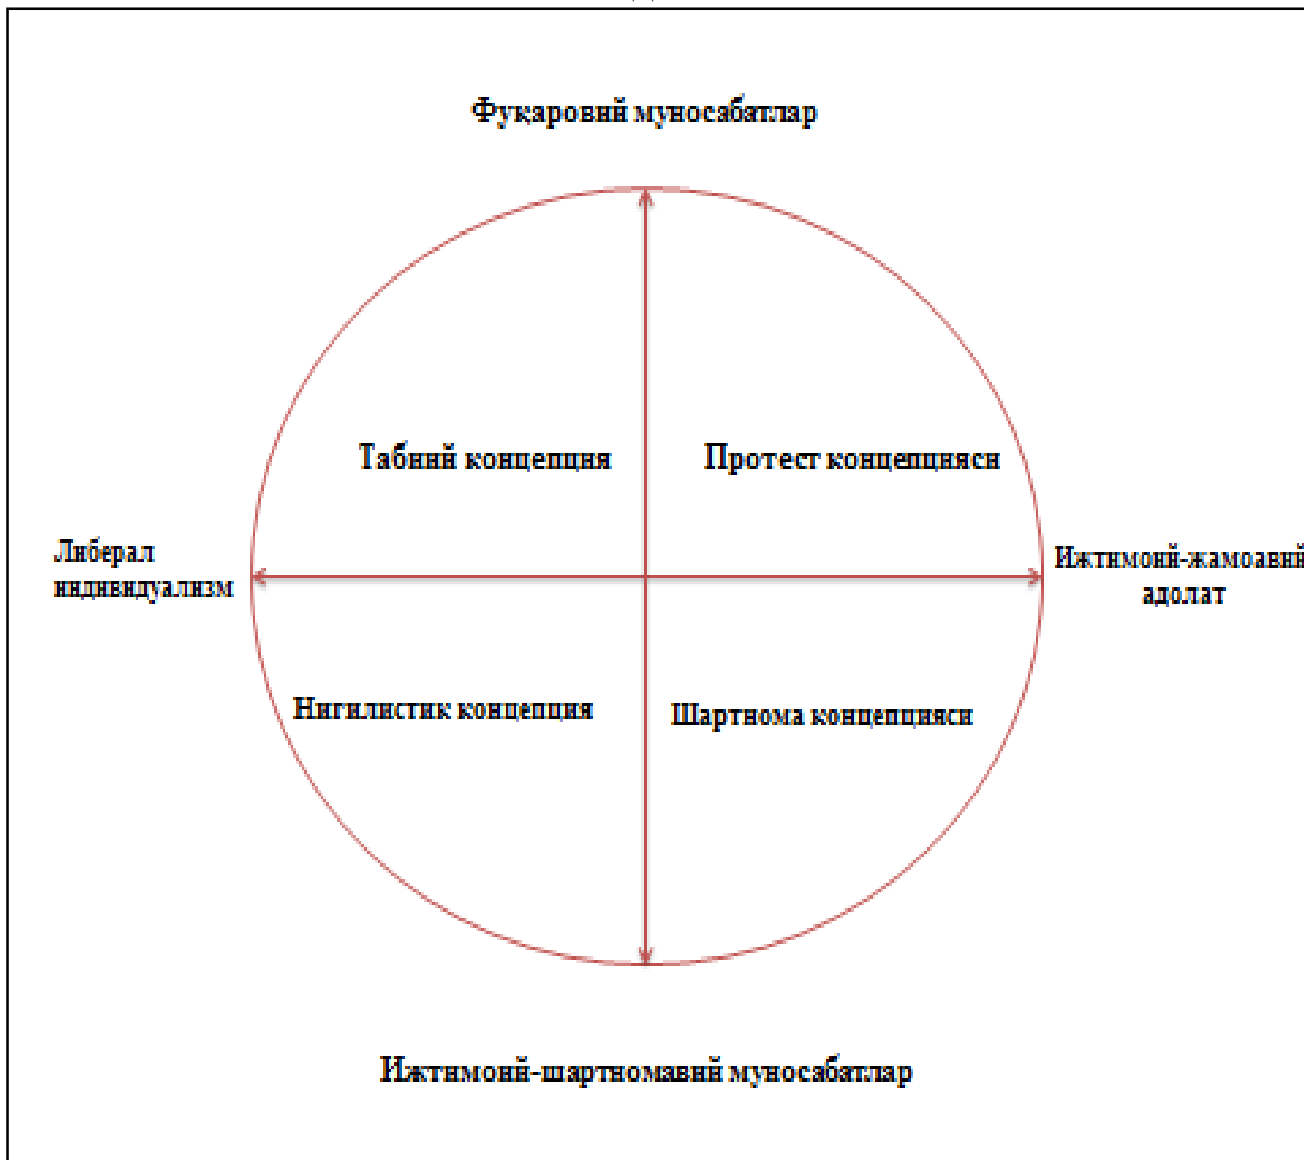 Фуқаровий муносабатлар
Табиий концепция
Протест концепцияси
Либерал
индивидуализм
Ижтимоий-жамоавий
адолат
Нигилистик концепция
Шартнома концепцияси
Ижтимоий-шартномавий муносабатлар